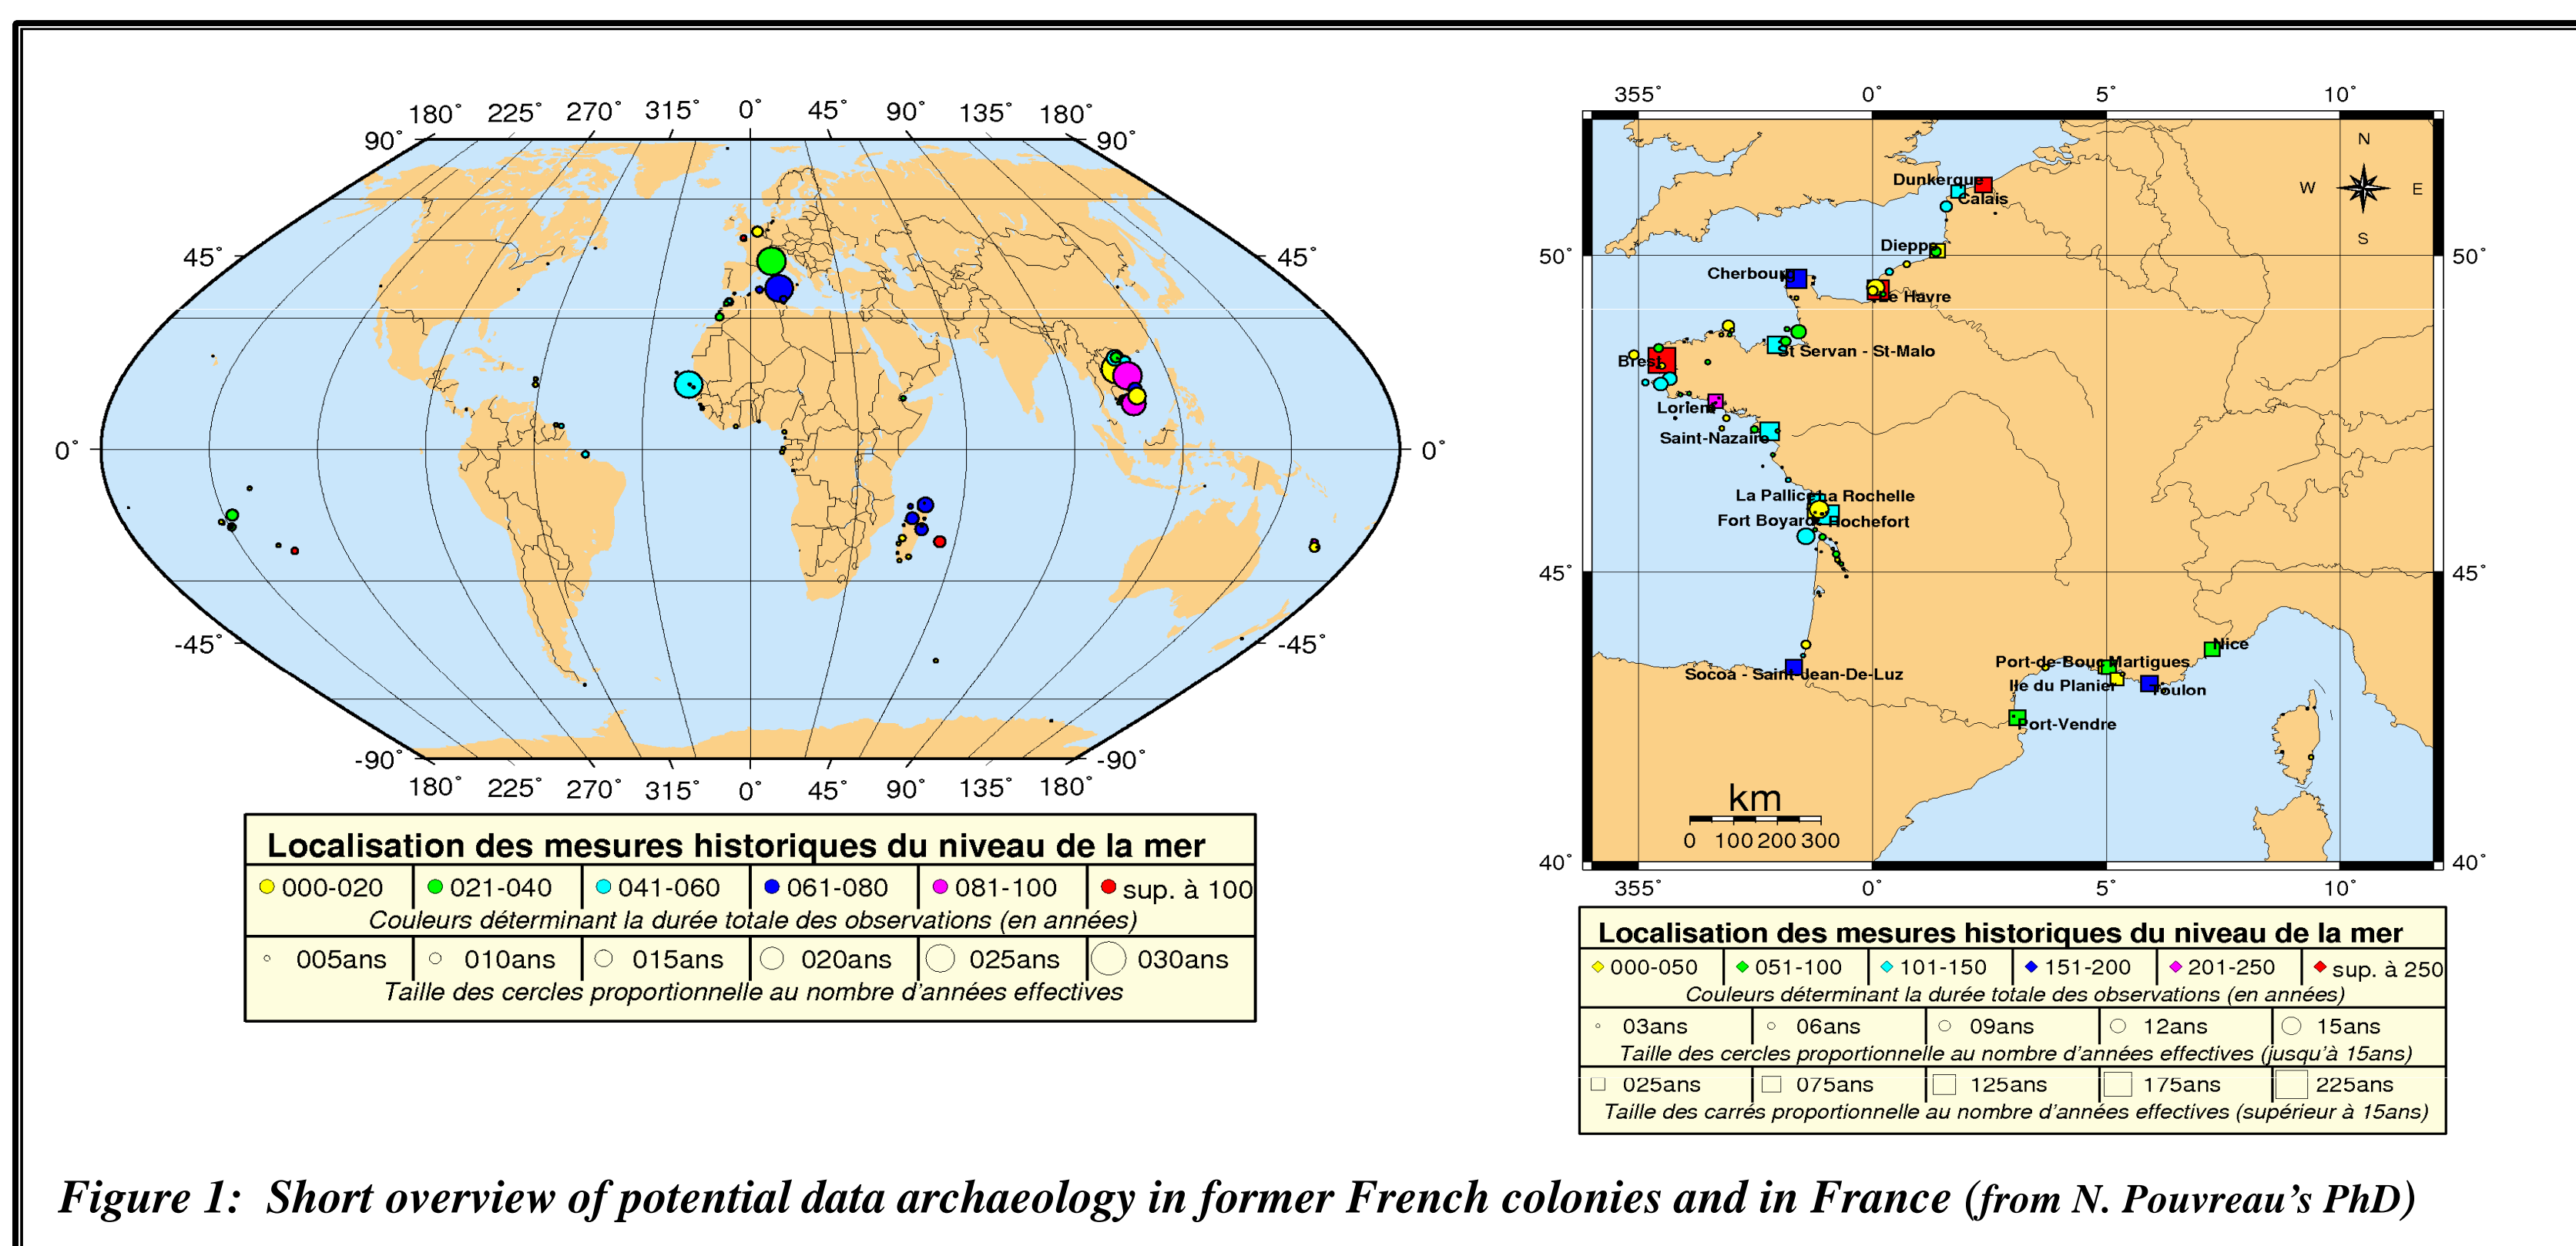 180° 225° 270° 315° 0° 45° 90° 135° 180°
90° 90°
45° 45°
0° 0°
-45° -45°
-90° -90°
180° 225° 270° 315° 0° 45° 90° 135° 180°
Localisation des mesures historiques du niveau de la mer
000-020 021-040 041-060 061-080 081-100 sup. à 100
Couleurs déterminant la durée totale des observations (en années)
005ans 010ans 015ans 020ans 025ans 030ans
Taille des cercles proportionnelle au nombre d'années effectives
355° 0° 5° 10°
N
W E
S
50° 50°
45° 45°
40° 40°
Dunkerque
Calais
Dieppe
Cherbourg
Le Havre
St Servan - St-Malo
Brest
Lorient
Saint-Nazaire
La Pallice La Rochelle
Fort Boyard Rochefort
Nice
Port-de-Bouc Martigues
Socoa - Saint-Jean-De-Luz
Ile du Planier
Toulon
Port-Vendre
km
0 100 200 300
355° 0° 5° 10°
Localisation des mesures historiques du niveau de la mer
000-050 051-100 101-150 151-200 201-250 sup. à 250
Couleurs déterminant la durée totale des observations (en années)
03ans 06ans 09ans 12ans 15ans
Taille des cercles proportionnelle au nombre d'années effectives (jusqu'à 15ans)
025ans 075ans 125ans 175ans 225ans
Taille des carrés proportionnelle au nombre d'années effectives (supérieur à 15ans)
Figure 1: Short overview of potential data archaeology in former French colonies and in France (from N. Pouvreau's PhD)